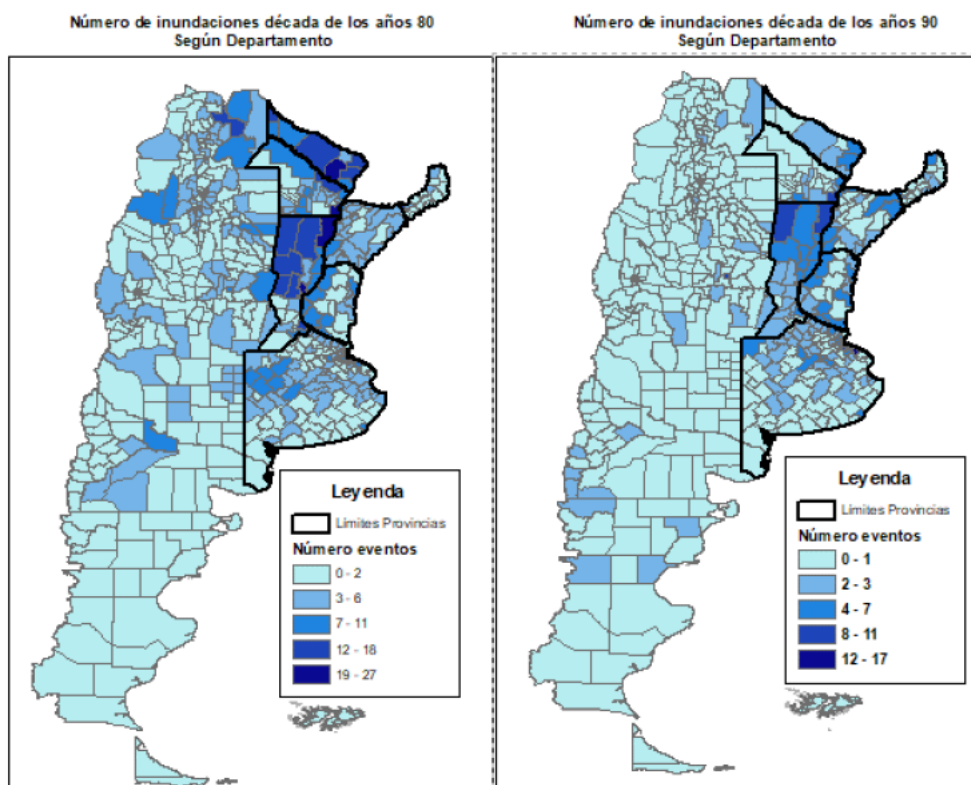 Número de inundaciones década de los años 80
Según Departamento
Número de inundaciones década de los años 90
Según Departamento
Leyenda
Límites Provincias
Número eventos
0 - 2
3 - 6
7 - 11
12 - 18
19 - 27
Leyenda
Límites Provincias
Número eventos
0 - 1
2 - 3
4 - 7
8 - 11
12 - 17